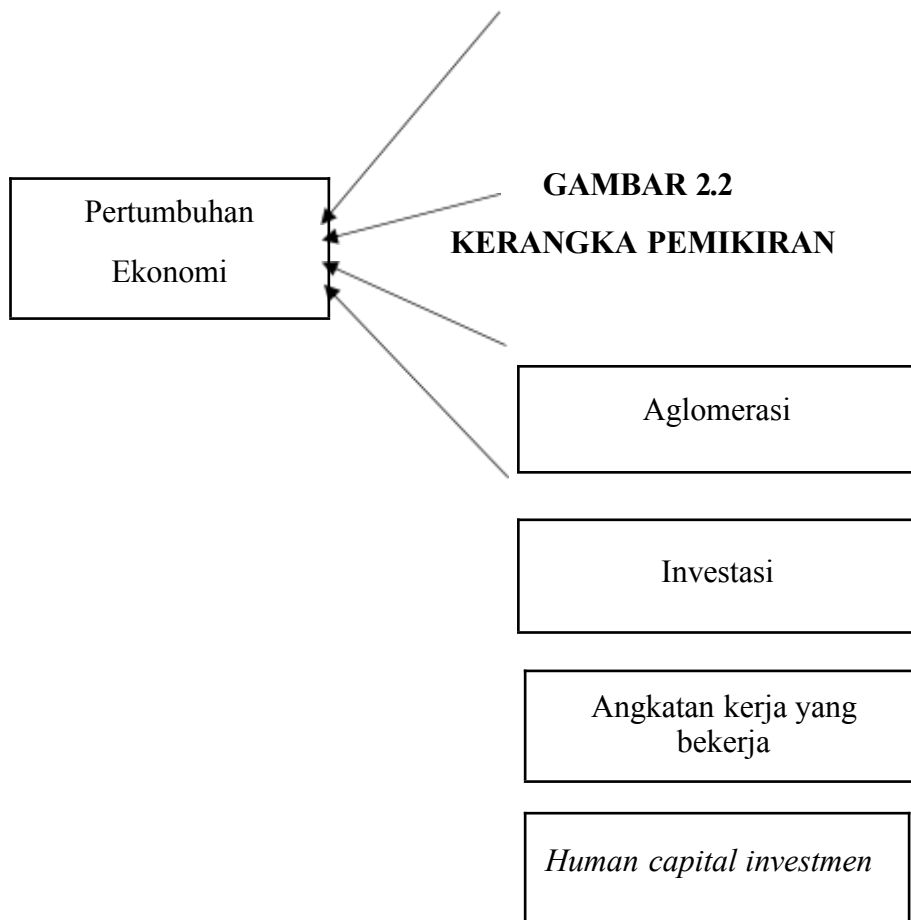 GAMBAR 2.2
Pertumbuhan
Ekonomi
KERANGKA PEMIKIRAN
Aglomerasi
Investasi
Angkatan kerja yang
bekerja
Human capital investmen